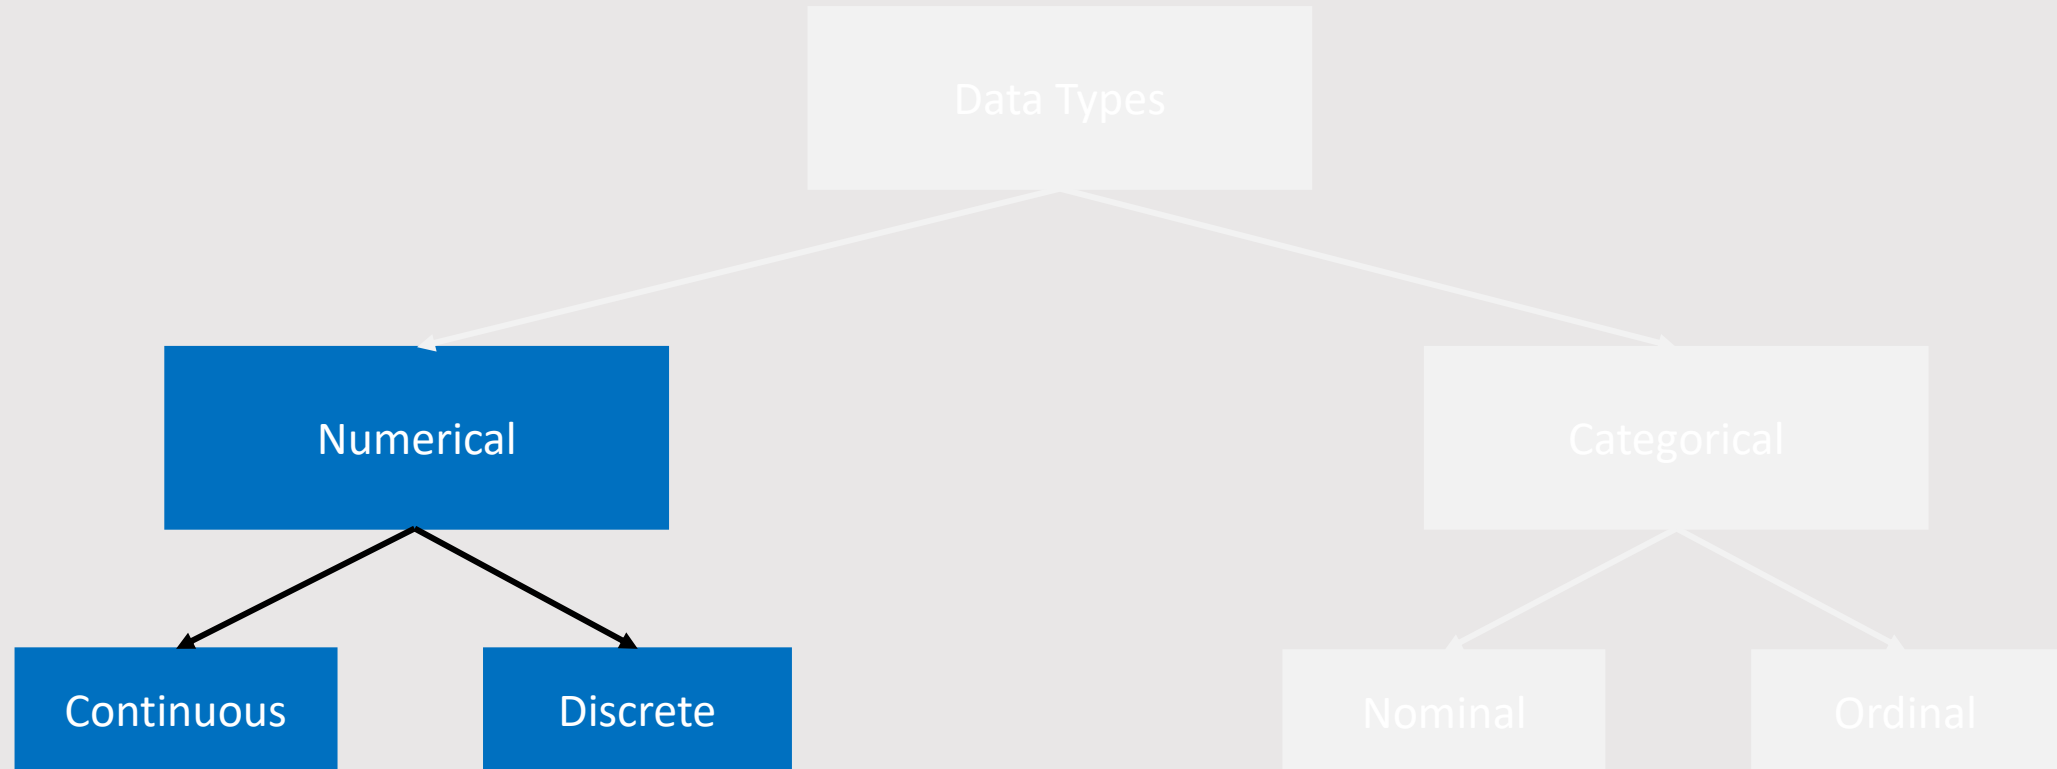 Data Types
Numerical
Categorical
Continuous
Discrete
Nominal
Ordinal